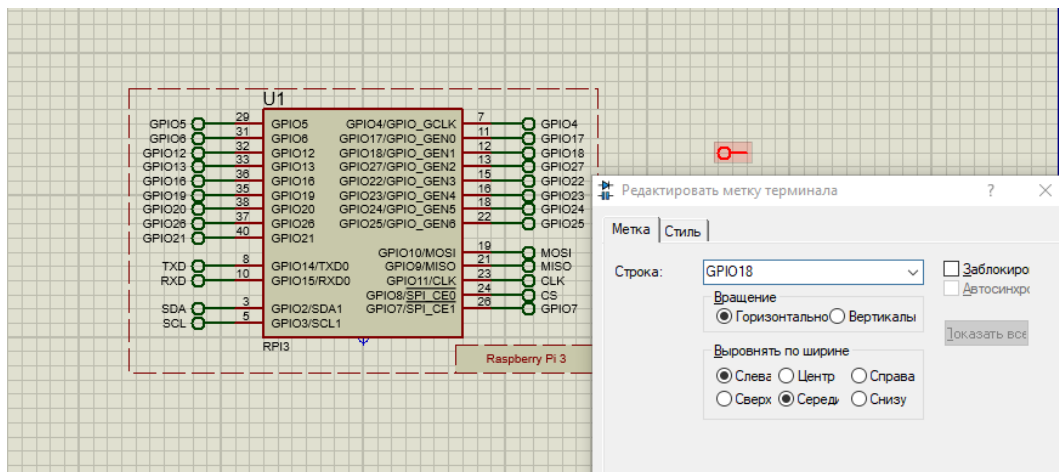 U1
GPIO5 29 GPIO5 GPIO4/GPIO_GCLK 7 GPIO4
GPIO6 31 GPIO6 GPIO17/GPIO_GEN0 11 GPIO17
GPIO12 32 GPIO12 GPIO18/GPIO_GEN1 12 GPIO18
GPIO13 33 GPIO13 GPIO27/GPIO_GEN2 13 GPIO27
GPIO16 36 GPIO16 GPIO22/GPIO_GEN3 15 GPIO22
GPIO19 35 GPIO19 GPIO23/GPIO_GEN4 16 GPIO23
GPIO20 38 GPIO20 GPIO24/GPIO_GEN5 18 GPIO24
GPIO26 37 GPIO26 GPIO25/GPIO_GEN6 22 GPIO25
GPIO21 40 GPIO21
GPIO10/MOSI 19 MOSI
TXD 8 GPIO14/TXD0 GPIO9/MISO 21 MISO
RXD 10 GPIO15/RXD0 GPIO11/CLK 23 CLK
GPIO8/SPI_CE0 24 CS
SDA 3 GPIO2/SDA1 GPIO7/SPI_CE1 26 GPIO7
SCL 5 GPIO3/SCL1
RPI3
Raspberry Pi 3
Редактировать метку терминала ? ×
Метка Стиль
Строка: GPIO18 Заблокиро
Автосинхро
Вращение
Горизонтально Вертикалы
Показать все
Выровнять по ширине
Слева Центр Справа
Сверх Середи Снизу